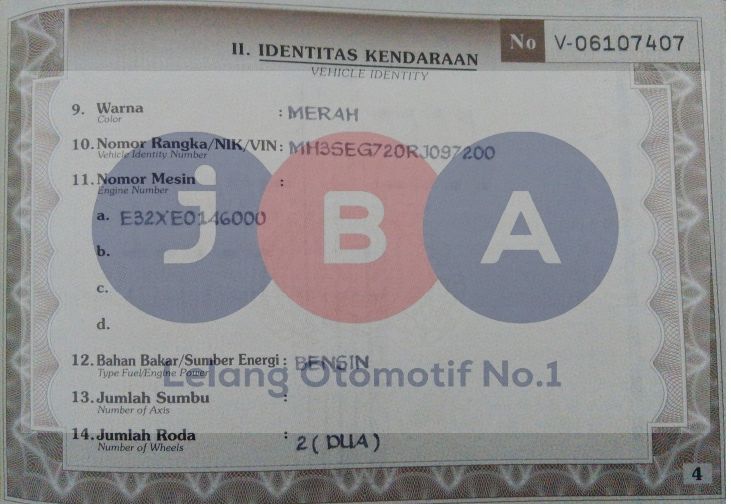 No V-06107407
II. IDENTITAS KENDARAAN
VEHICLE IDENTITY
9. Warna : MERAH
Color
10. Nomor Rangka/NIK/VIN : MH3SEG720RJ097200
Vehicle Identity Number
11. Nomor Mesin :
Engine Number
a. E32XE0146000
b.
c.
d.
jBA
12. Bahan Bakar/Sumber Energi : BENSIN
Type Fuel/Engine Power
Lelang Otomotif No.1
13. Jumlah Sumbu :
Number of Axis
14. Jumlah Roda : 2 ( DUA )
Number of Wheels
4